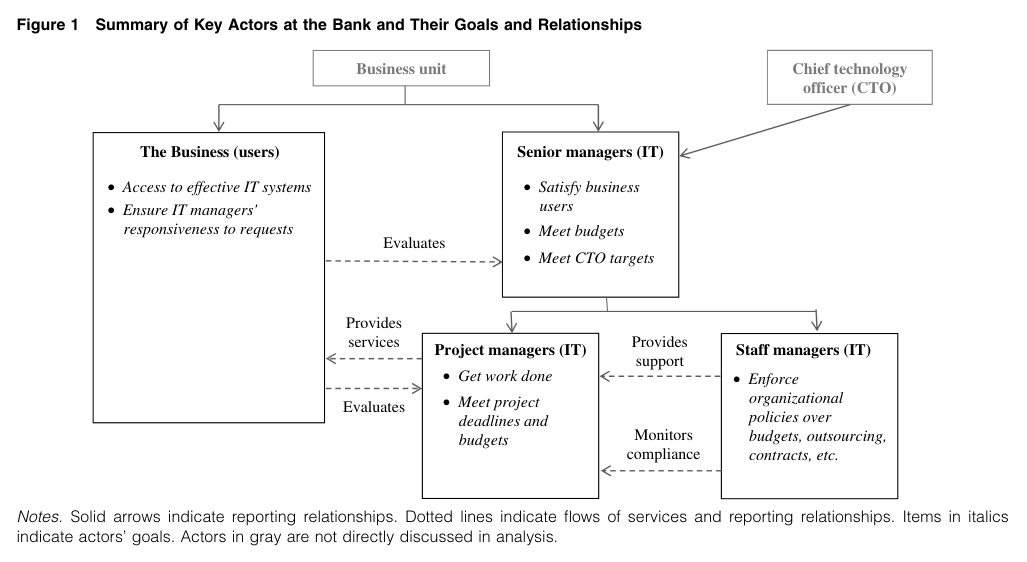 Figure 1 Summary of Key Actors at the Bank and Their Goals and Relationships
Business unit
Chief technology
officer (CTO)
The Business (users)
• Access to effective IT systems
• Ensure IT managers'
responsiveness to requests
Senior managers (IT)
• Satisfy business
users
• Meet budgets
• Meet CTO targets
Evaluates
Provides
services
Evaluates
Project managers (IT)
• Get work done
• Meet project
deadlines and
budgets
Provides
support
Monitors
compliance
Staff managers (IT)
• Enforce
organizational
policies over
budgets, outsourcing,
contracts, etc.
Notes. Solid arrows indicate reporting relationships. Dotted lines indicate flows of services and reporting relationships. Items in italics
indicate actors' goals. Actors in gray are not directly discussed in analysis.